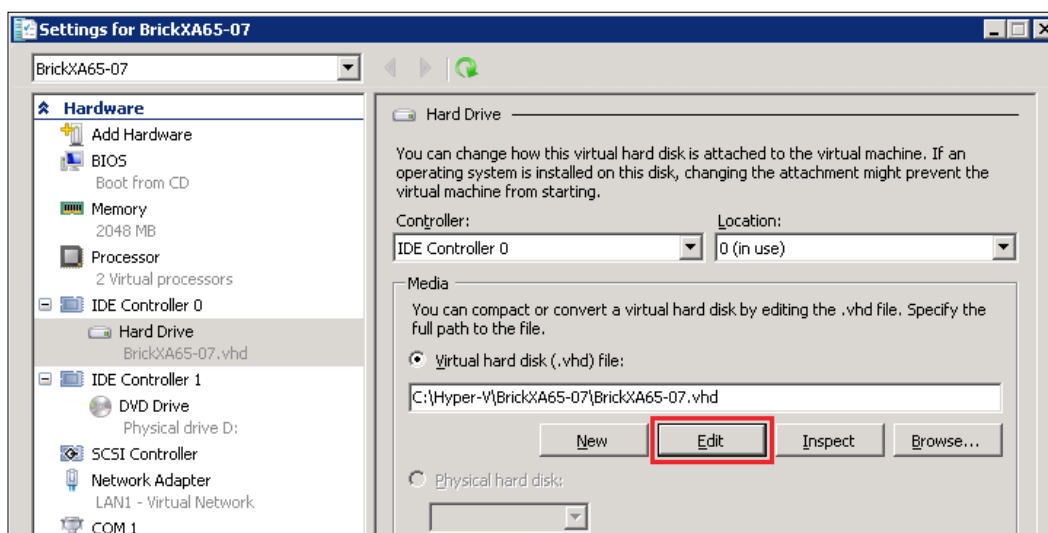 Settings for BrickXA65-07
BrickXA65-07
Hardware
Add Hardware
BIOS
Boot from CD
Memory
2048 MB
Processor
2 Virtual processors
IDE Controller 0
Hard Drive
BrickXA65-07.vhd
IDE Controller 1
DVD Drive
Physical drive D:
SCSI Controller
Network Adapter
LAN1 - Virtual Network
COM 1
Hard Drive
You can change how this virtual hard disk is attached to the virtual machine. If an
operating system is installed on this disk, changing the attachment might prevent the
virtual machine from starting.
Controller: Location:
IDE Controller 0 0 (in use)
Media
You can compact or convert a virtual hard disk by editing the .vhd file. Specify the
full path to the file.
Virtual hard disk (.vhd) file:
C:\Hyper-V\BrickXA65-07\BrickXA65-07.vhd
New Edit Inspect Browse...
Physical hard disk: